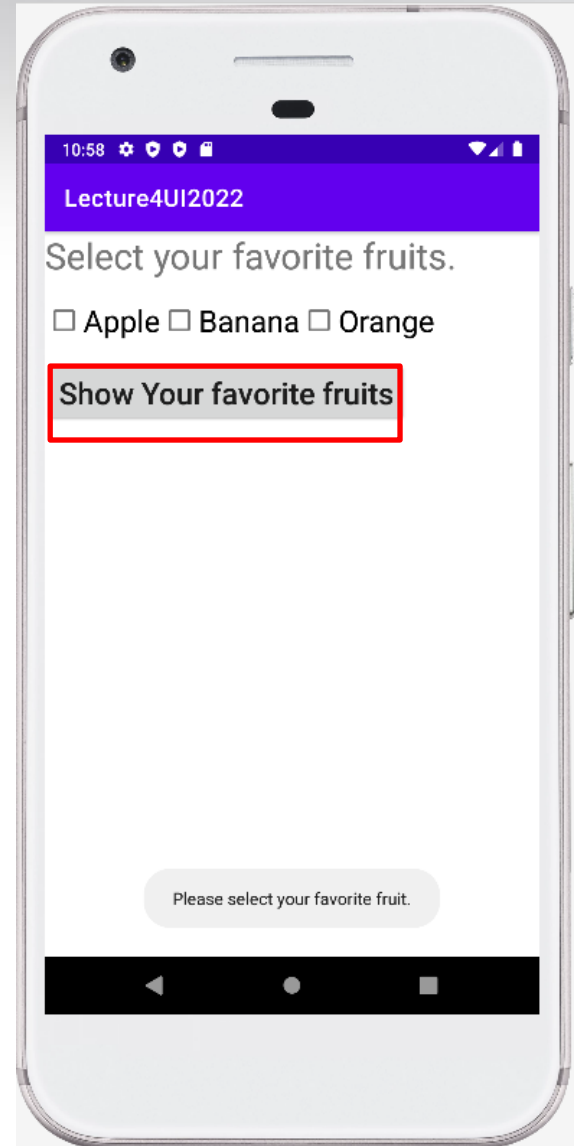 10:58
Lecture4UI2022
Select your favorite fruits.
Apple Banana Orange
Show Your favorite fruits
Please select your favorite fruit.